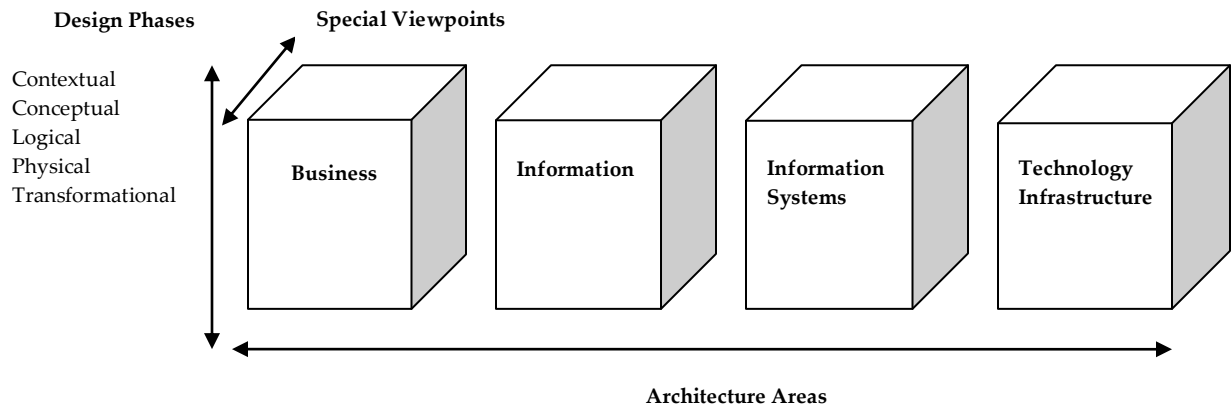 Design Phases
Special Viewpoints
Contextual
Conceptual
Logical
Physical
Transformational
Business
Information
Information
Systems
Technology
Infrastructure
Architecture Areas